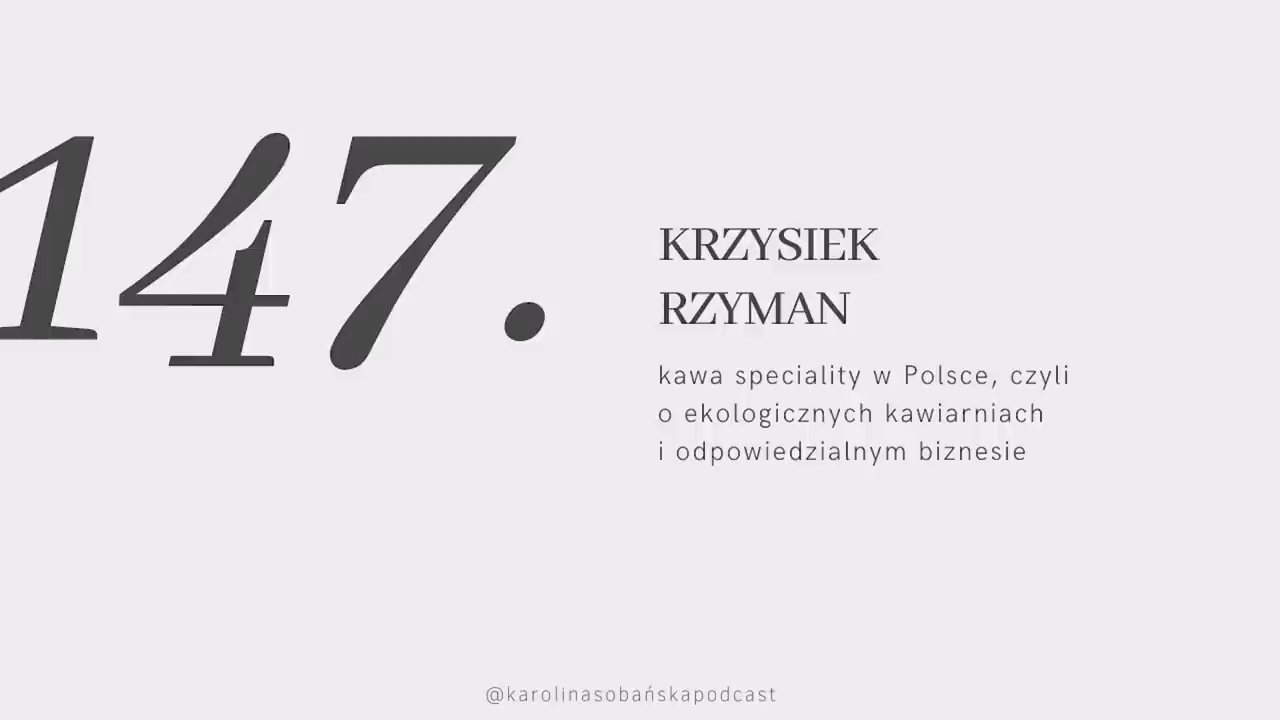 147.
KRZYSIEK
RZYMAN
kawa speciality w Polsce, czyli
o ekologicznych kawiarniach
i odpowiedzialnym biznesie
@karolinasobańskapodcast